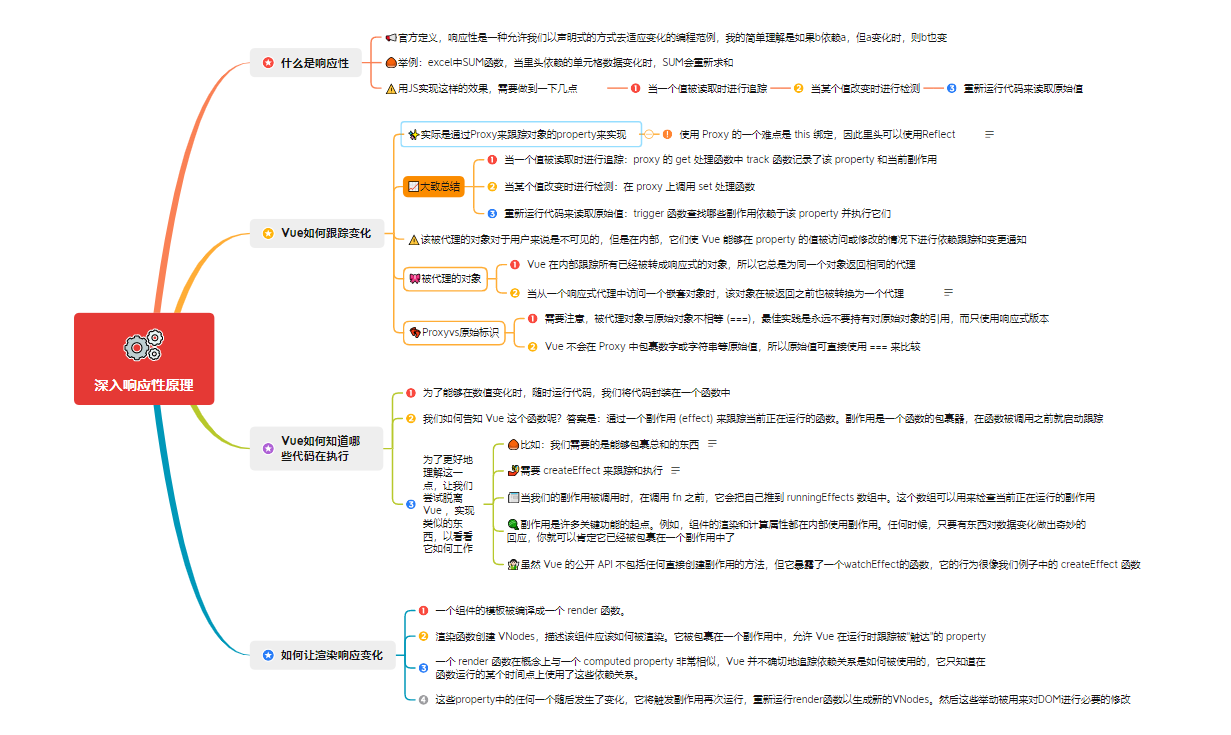 深入响应性原理
什么是响应性
官方定义，响应性是一种允许我们以声明式的方式去适应变化的编程范例，我的简单理解是如果b依赖a，但a变化时，则b也变
举例：excel中SUM函数，当里头依赖的单元格数据变化时，SUM会重新求和
用JS实现这样的效果，需要做到一下几点
1 当一个值被读取时进行追踪
2 当某个值改变时进行检测
3 重新运行代码来读取原始值
Vue如何跟踪变化
实际是通过Proxy来跟踪对象的property来实现
使用 Proxy 的一个难点是 this 绑定，因此里头可以使用Reflect
大致总结
1 当一个值被读取时进行追踪：proxy 的 get 处理函数中 track 函数记录了该 property 和当前副作用
2 当某个值改变时进行检测：在 proxy 上调用 set 处理函数
3 重新运行代码来读取原始值：trigger 函数查找哪些副作用依赖于该 property 并执行它们
该被代理的对象对于用户来说是不可见的，但是在内部，它们使 Vue 能够在 property 的值被访问或修改的情况下进行依赖跟踪和变更通知
被代理的对象
1 Vue 在内部跟踪所有已经被转成响应式的对象，所以它总是为同一个对象返回相同的代理
2 当从一个响应式代理中访问一个嵌套对象时，该对象在被返回之前也被转换为一个代理
Proxyvs原始标识
1 需要注意，被代理对象与原始对象不相等 (===)，最佳实践是永远不要持有对原始对象的引用，而只使用响应式版本
2 Vue 不会在 Proxy 中包裹数字或字符串等原始值，所以原始值可直接使用 === 来比较
Vue如何知道哪
些代码在执行
1 为了能够在数值变化时，随时运行代码，我们将代码封装在一个函数中
2 我们如何告知 Vue 这个函数呢？答案是：通过一个副作用 (effect) 来跟踪当前正在运行的函数。副作用是一个函数的包裹器，在函数被调用之前就启动跟踪
3 为了更好地
理解这一
点，让我们
尝试脱离
Vue ，实现
类似的东
西，以看看
它如何工作
比如：我们需要的是能够包裹总和的东西
需要 createEffect 来跟踪和执行
当我们的副作用被调用时，在调用 fn 之前，它会把自己推到 runningEffects 数组中。这个数组可以用来检查当前正在运行的副作用
副作用是许多关键功能的起点。例如，组件的渲染和计算属性都在内部使用副作用。任何时候，只要有东西对数据变化做出奇妙的
回应，你就可以肯定它已经被包裹在一个副作用中了
虽然 Vue 的公开 API 不包括任何直接创建副作用的方法，但它暴露了一个watchEffect的函数，它的行为很像我们例子中的 createEffect 函数
如何让渲染响应变化
1 一个组件的模板被编译成一个 render 函数。
2 渲染函数创建 VNodes，描述该组件应该如何被渲染。它被包裹在一个副作用中，允许 Vue 在运行时跟踪被"触达"的 property
3 一个 render 函数在概念上与一个 computed property 非常相似，Vue 并不确切地追踪依赖关系是如何被使用的，它只知道在
函数运行的某个时间点上使用了这些依赖关系。
4 这些property中的任何一个随后发生了变化，它将触发副作用再次运行，重新运行render函数以生成新的VNodes。然后这些举动被用来对DOM进行必要的修改